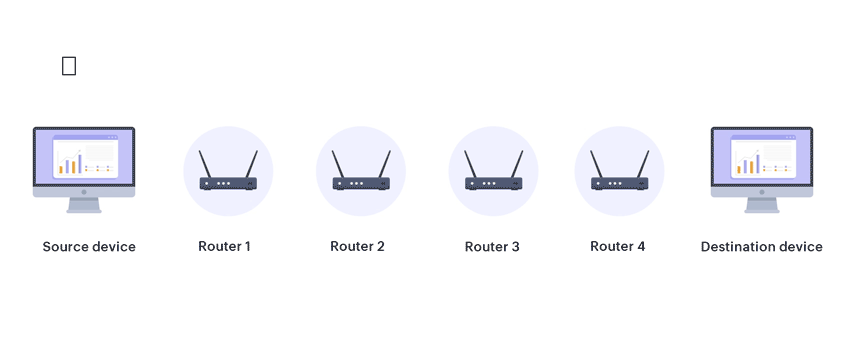 Source device
Router 1
Router 2
Router 3
Router 4
Destination device